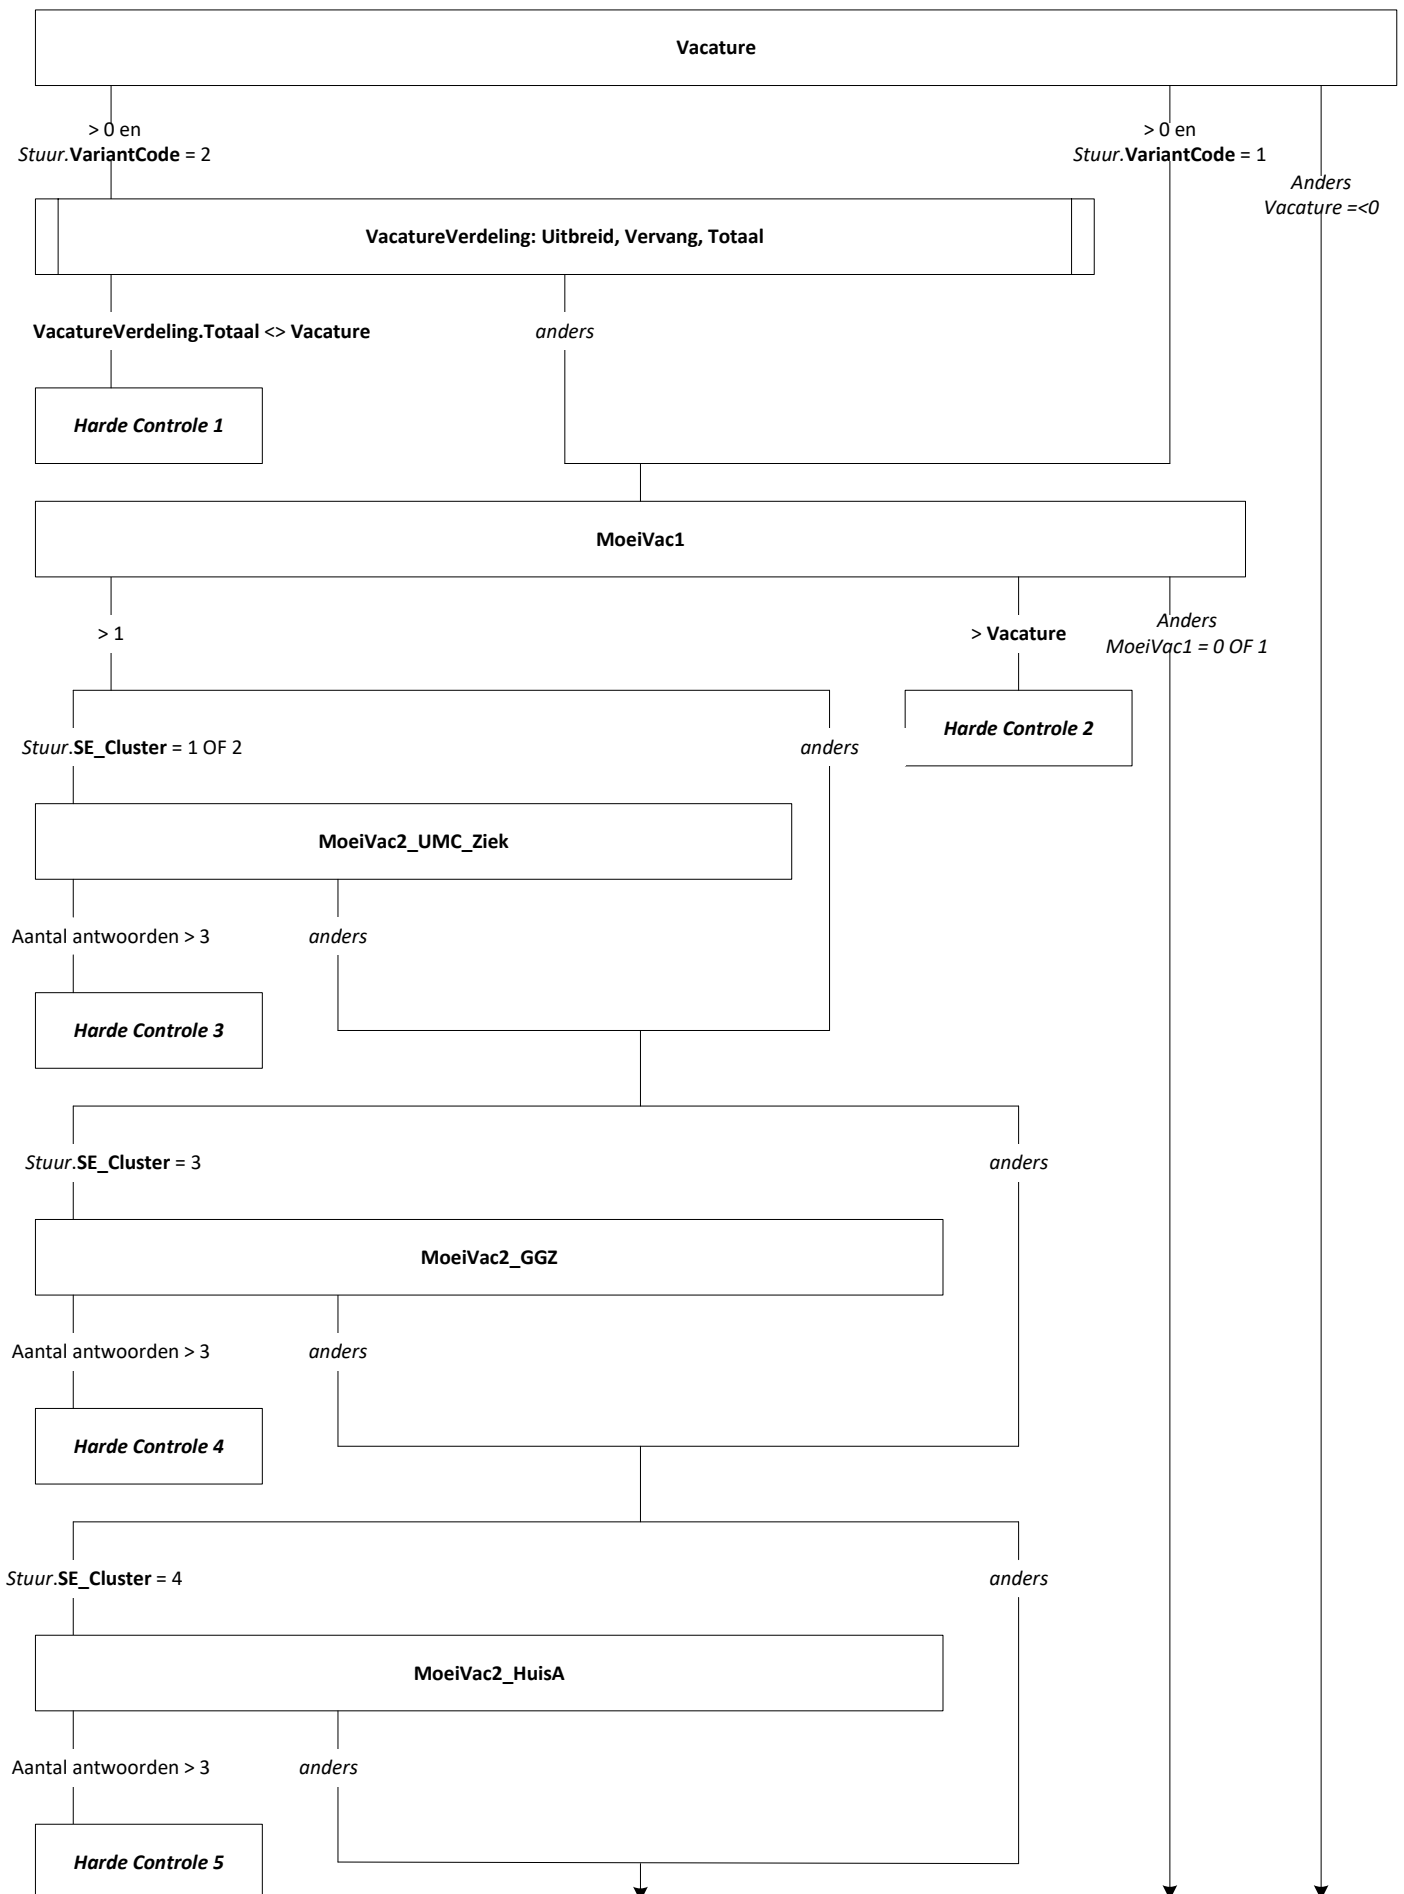 Vacature
> 0 en
Stuur.VariantCode = 2
> 0 en
Stuur.VariantCode = 1
Anders
Vacature =<0
VacatureVerdeling: Uitbreid, Vervang, Totaal
VacatureVerdeling.Totaal <> Vacature
anders
Harde Controle 1
MoeiVac1
> 1
> Vacature
Anders
MoeiVac1 = 0 OF 1
Harde Controle 2
Stuur.SE_Cluster = 1 OF 2
anders
MoeiVac2_UMC_Ziek
Aantal antwoorden > 3
anders
Harde Controle 3
Stuur.SE_Cluster = 3
anders
MoeiVac2_GGZ
Aantal antwoorden > 3
anders
Harde Controle 4
Stuur.SE_Cluster = 4
anders
MoeiVac2_HuisA
Aantal antwoorden > 3
anders
Harde Controle 5